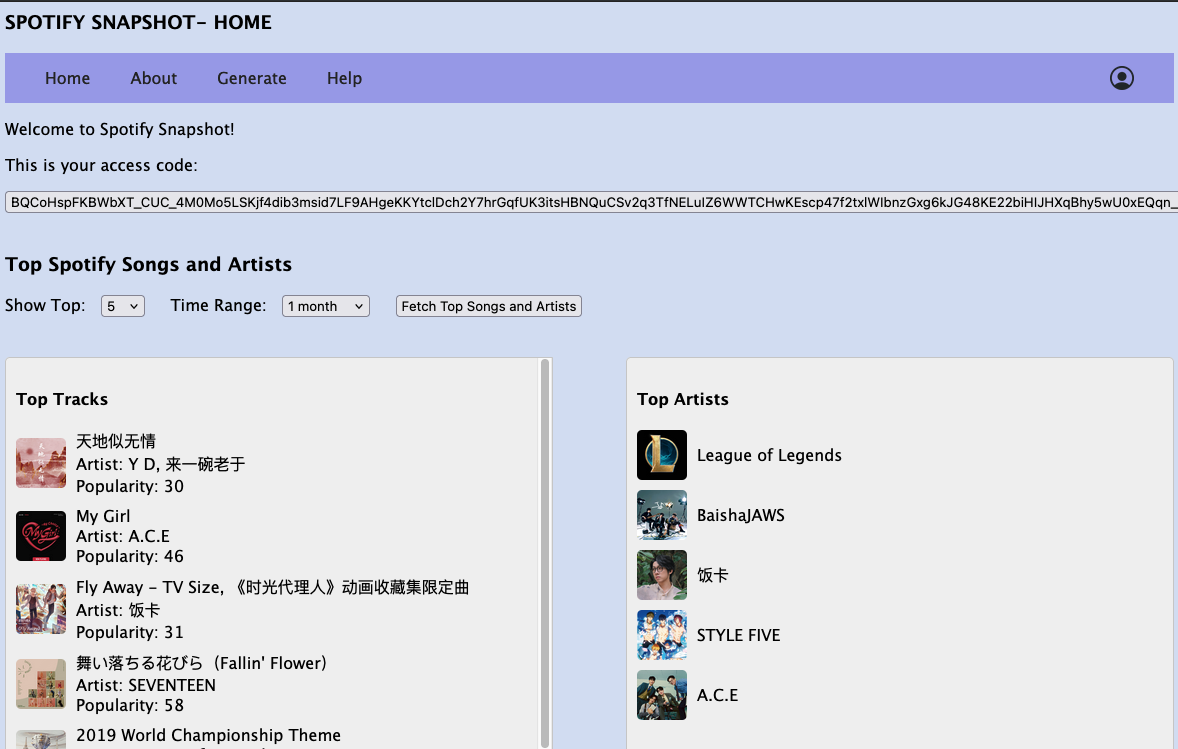 SPOTIFY SNAPSHOT- HOME
Home About Generate Help
Welcome to Spotify Snapshot!
This is your access code:
BQCoHspFKBWbXT_CUC_4M0Mo5LSKjf4dib3msid7LF9AHgeKKYtclDch2Y7hrGqfUK3itsHBNQuCSv2q3TfNELuIZ6WWTCHwKEscp47f2txlWlbnzGxg6kJG48KE22biHIJHXqBhy5wU0xEQqn_
Top Spotify Songs and Artists
Show Top: 5 Time Range: 1 month Fetch Top Songs and Artists
Top Tracks
天地似无情
Artist: Y D, 来一碗老于
Popularity: 30
My Girl
Artist: A.C.E
Popularity: 46
Fly Away - TV Size, 《时光代理人》动画收藏集限定曲
Artist: 饭卡
Popularity: 31
舞い落ちる花びら (Fallin' Flower)
Artist: SEVENTEEN
Popularity: 58
2019 World Championship Theme
Top Artists
League of Legends
BaishaJAWS
饭卡
STYLE FIVE
A.C.E